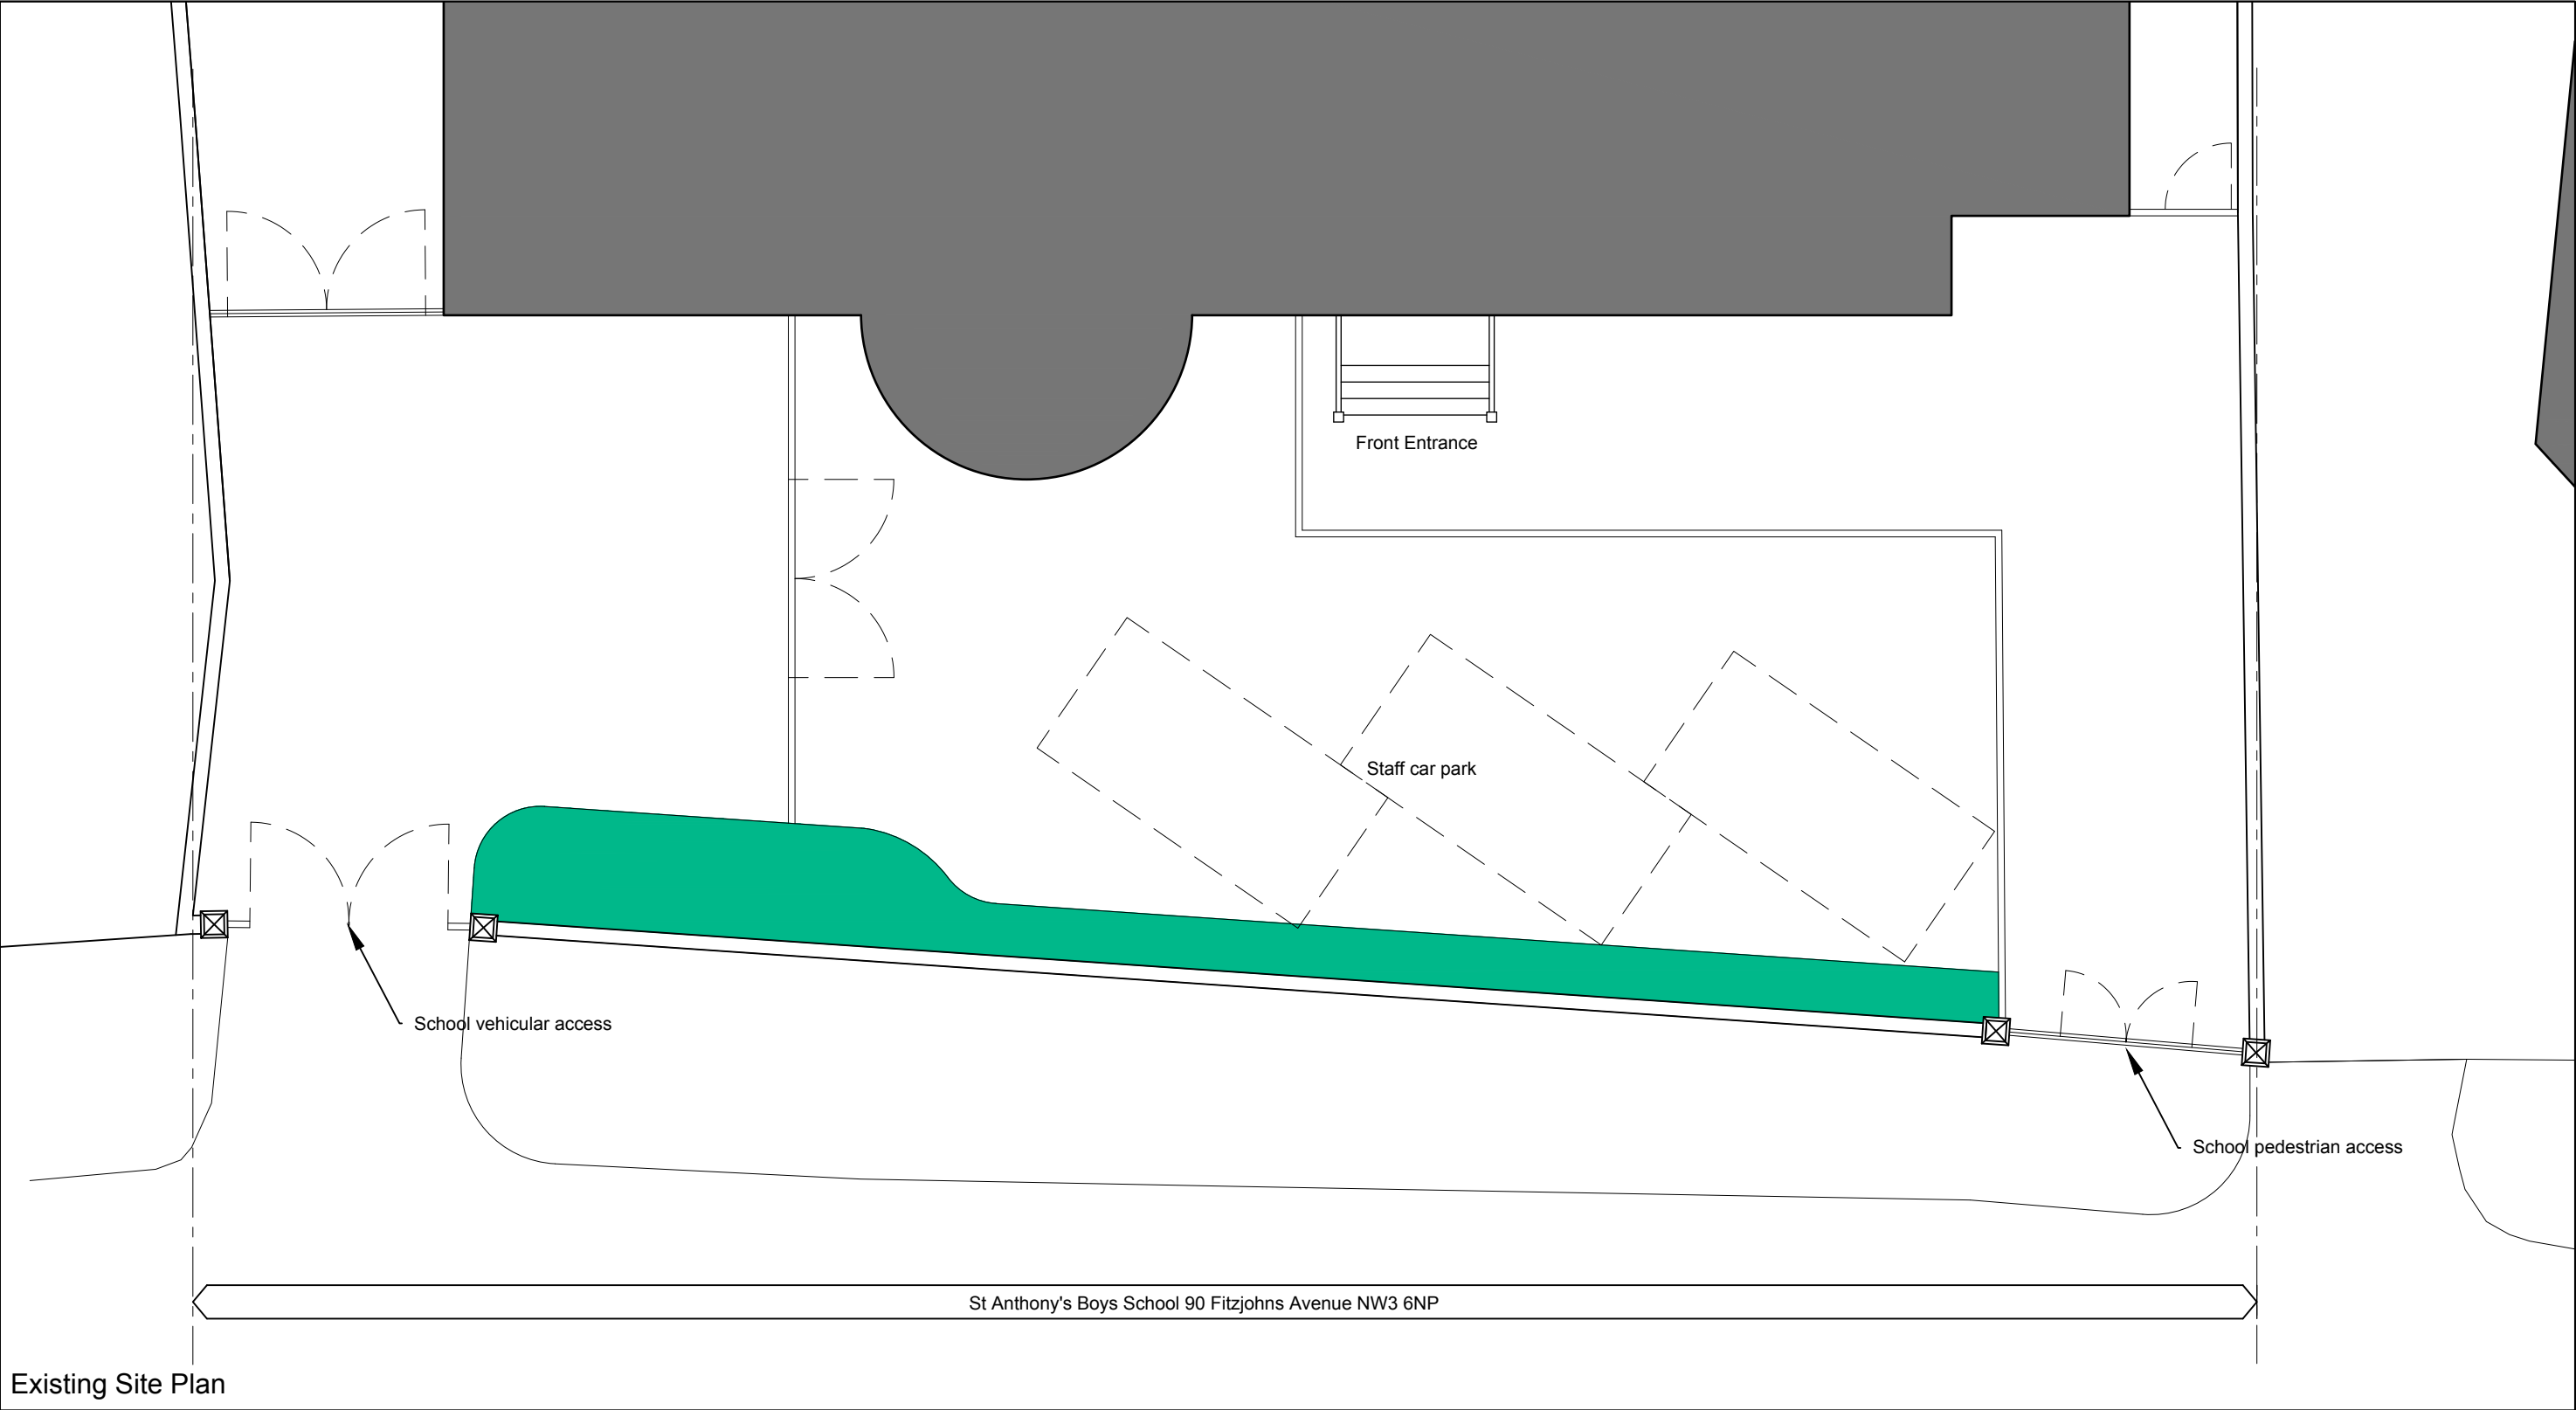 Front Entrance
Staff car park
School vehicular access
School pedestrian access
St Anthony's Boys School 90 Fitzjohns Avenue NW3 6NP
Existing Site Plan